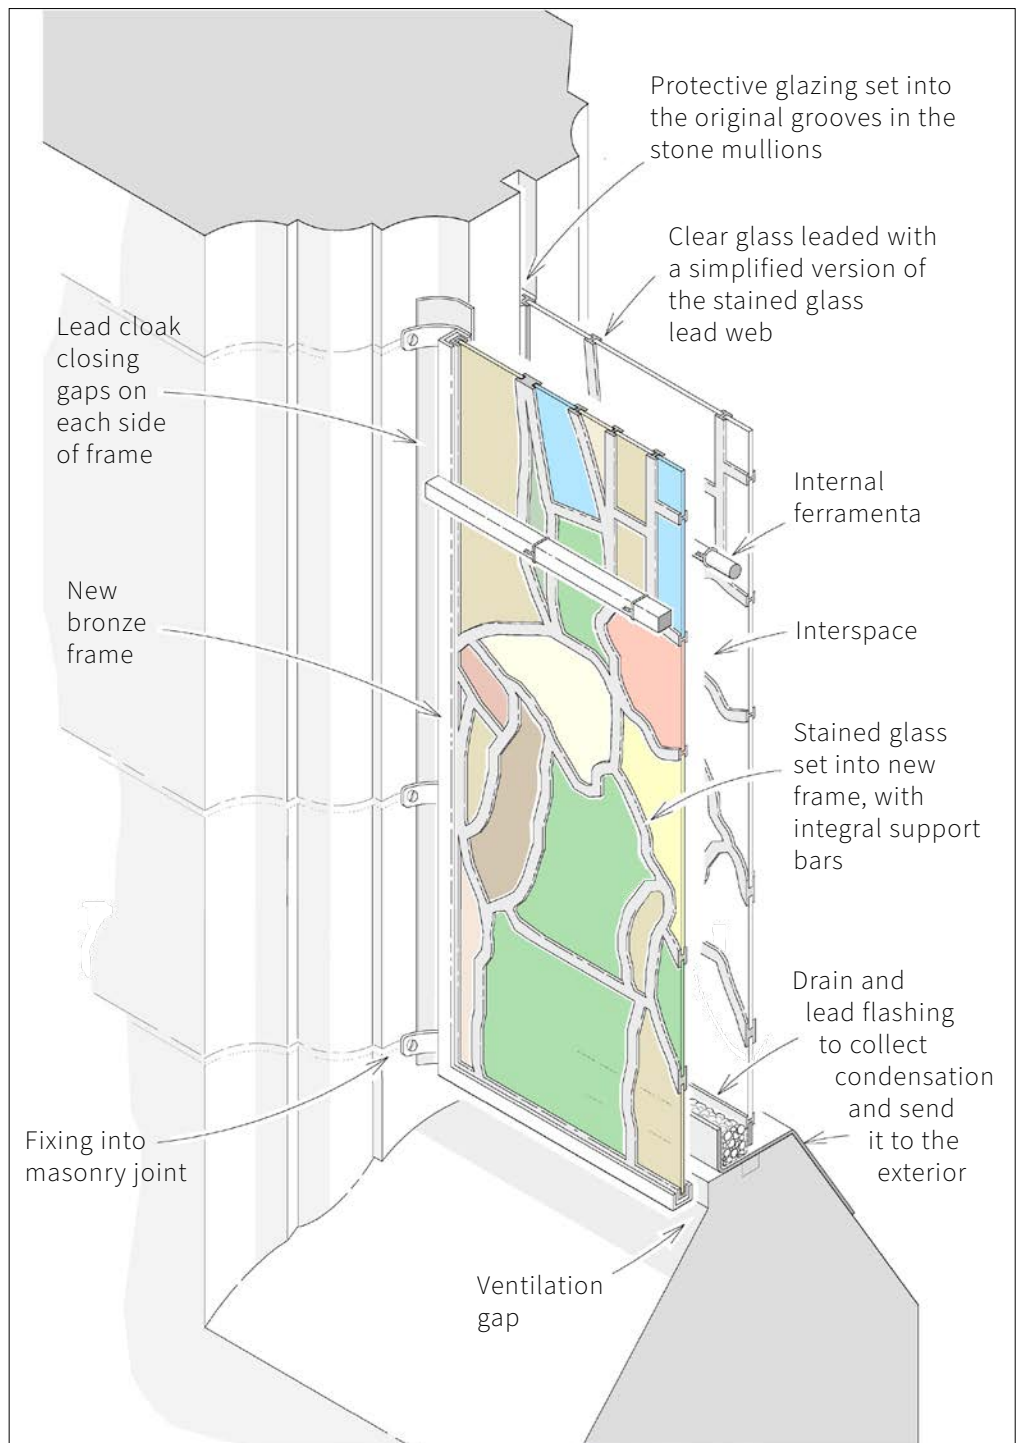 Protective glazing set into
the original grooves in the
stone mullions
Clear glass leaded with
a simplified version of
the stained glass
lead web
Lead cloak
closing
gaps on
each side
of frame
Internal
ferramenta
New
bronze
frame
Interspace
Stained glass
set into new
frame, with
integral support
bars
Drain and
lead flashing
to collect
condensation
and send
it to the
exterior
Fixing into
masonry joint
Ventilation
gap